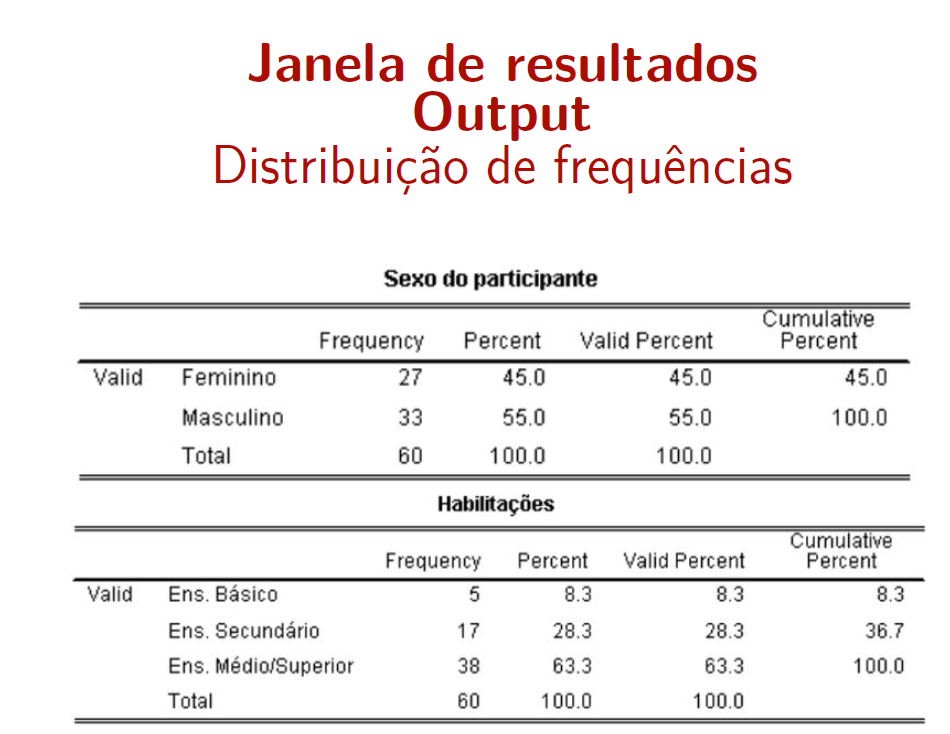 Janela de resultados
Output
Distribuição de frequências
Sexo do participante
Frequency Percent Valid Percent Cumulative Percent
Valid Feminino 27 45.0 45.0 45.0
Masculino 33 55.0 55.0 100.0
Total 60 100.0 100.0
Habilitações
Frequency Percent Valid Percent Cumulative Percent
Valid Ens. Básico 5 8.3 8.3 8.3
Ens. Secundário 17 28.3 28.3 36.7
Ens. Médio/Superior 38 63.3 63.3 100.0
Total 60 100.0 100.0